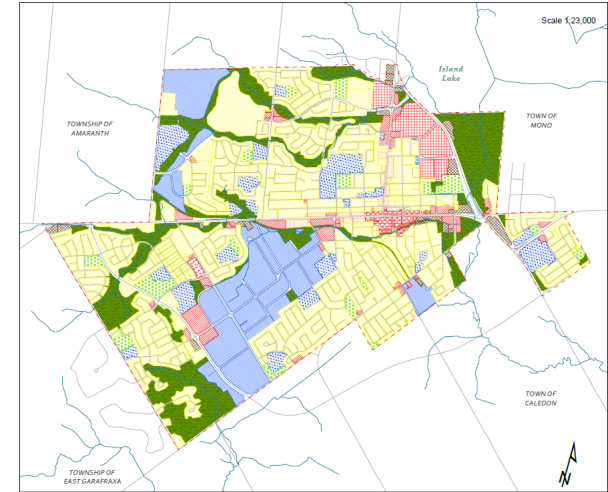 Scale 1:23,000
Island
Lake
TOWNSHIP OF
AMARANTH
TOWN OF
MONO
TOWN OF
CALEDON
TOWNSHIP OF
EAST GARAFRAXA
N